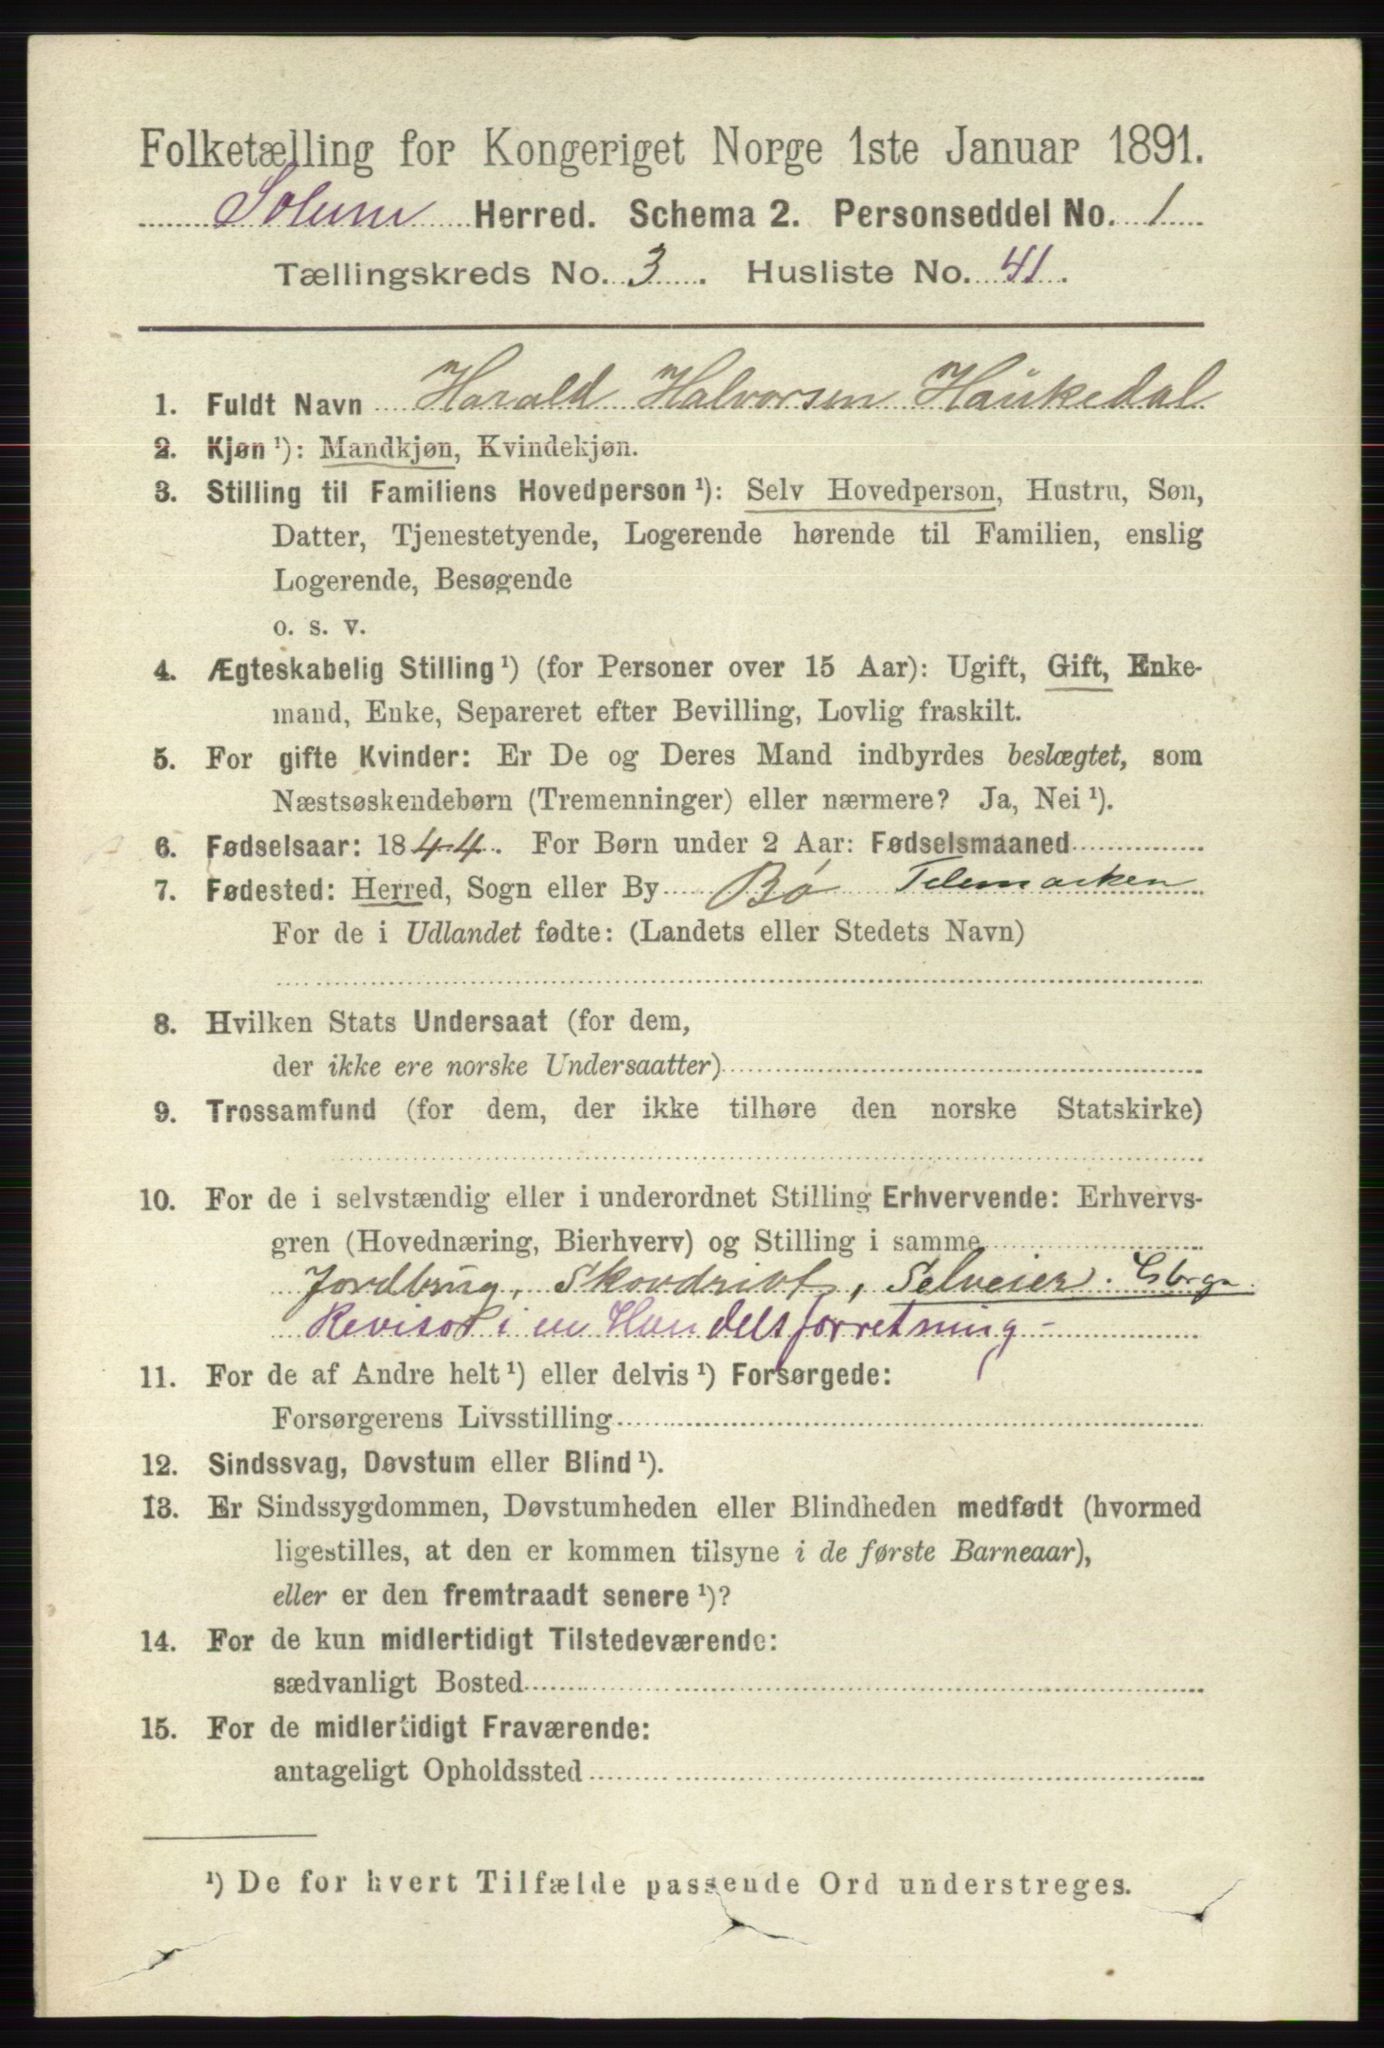 Folketælling for Kongeriget Norge 1ste Januar 1891.
Solum Herred. Schema 2. Personseddel No. 1
Tællingskreds No. 3. Husliste No. 41.
1. Fuldt Navn Harald Halvorsen Haukedal
2. Kjøn ¹): Mandkjøn, Kvindekjøn.
3. Stilling til Familiens Hovedperson ¹): Selv Hovedperson, Hustru, Søn,
Datter, Tjenestetyende, Logerende hørende til Familien, enslig
Logerende, Besøgende
o. s. v.
4. Ægteskabelig Stilling ¹) (for Personer over 15 Aar): Ugift, Gift, Enke-
mand, Enke, Separeret efter Bevilling, Lovlig fraskilt.
5. For gifte Kvinder: Er De og Deres Mand indbyrdes beslægtet, som
Næstsøskendebørn (Tremenninger) eller nærmere? Ja, Nei ¹).
6. Fødselsaar: 1844. For Børn under 2 Aar: Fødselsmaaned
7. Fødested: Herred, Sogn eller By Bø Telemarken
For de i Udlandet fødte: (Landets eller Stedets Navn)
8. Hvilken Stats Undersaat (for dem,
der ikke ere norske Undersaatter)
9. Trossamfund (for dem, der ikke tilhøre den norske Statskirke)
10. For de i selvstændig eller i underordnet Stilling Erhvervende: Erhvervs-
gren (Hovednæring, Bierhverv) og Stilling i samme
Jordbrug, Skovdrivt, Selveier.
Revisor i en Handelsforretning -
11. For de af Andre helt ¹) eller delvis ¹) Forsørgede:
Forsørgerens Livsstilling
12. Sindssvag, Døvstum eller Blind ¹).
13. Er Sindssygdommen, Døvstumheden eller Blindheden medfødt (hvormed
ligestilles, at den er kommen tilsyne i de første Barneaar),
eller er den fremtraadt senere ¹)?
14. For de kun midlertidigt Tilstedeværende:
sædvanligt Bosted
15. For de midlertidigt Fraværende:
antageligt Opholdssted
¹) De for hvert Tilfælde passende Ord understreges.